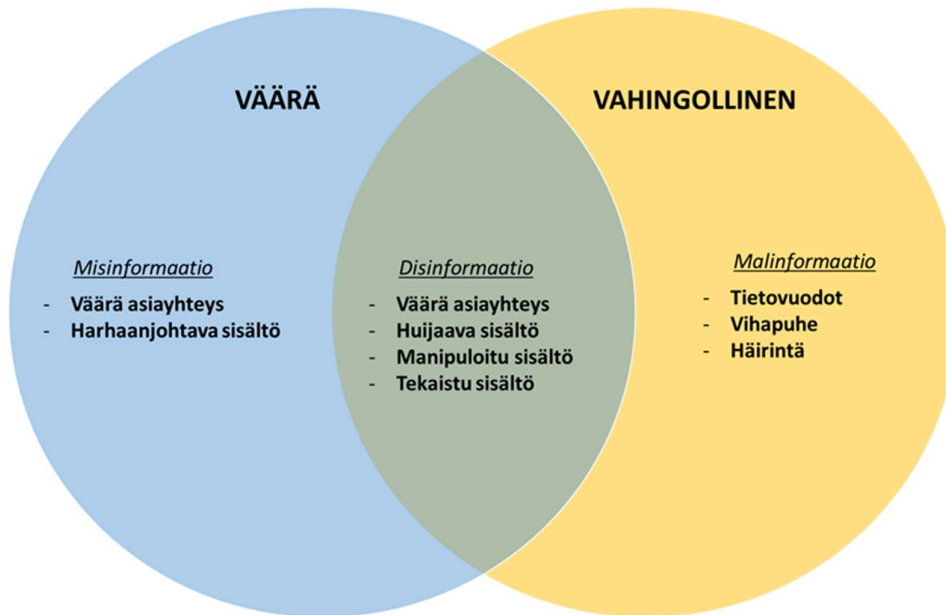 VÄÄRÄ
VAHINGOLLINEN
Misinformaatio
- Väärä asiayhteys
- Harhaanjohtava sisältö
Disinformaatio
- Väärä asiayhteys
- Huijaava sisältö
- Manipuloitu sisältö
- Tekaistu sisältö
Malinformaatio
- Tietovuodot
- Vihapuhe
- Häirintä